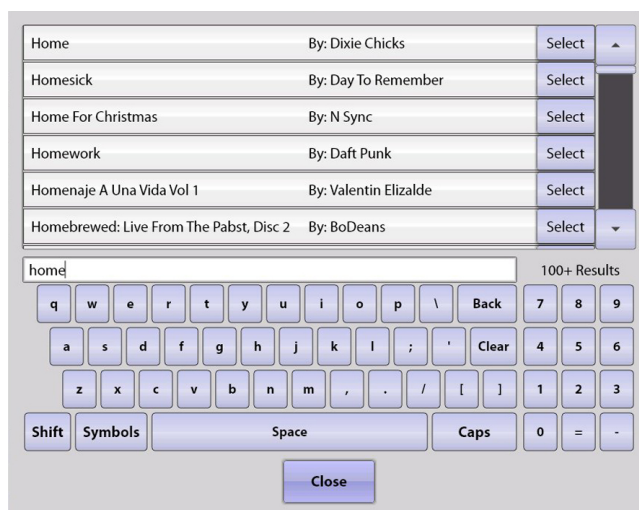 Home By: Dixie Chicks Select
Homesick By: Day To Remember Select
Home For Christmas By: N Sync Select
Homework By: Daft Punk Select
Homenaje A Una Vida Vol 1 By: Valentin Elizalde Select
Homebrewed: Live From The Pabst, Disc 2 By: BoDeans Select
home 100+ Results
q w e r t y u i o p \ Back 7 8 9
a s d f g h j k l ; ' Clear 4 5 6
z x c v b n m , . / [ ] 1 2 3
Shift Symbols Space Caps 0 = -
Close